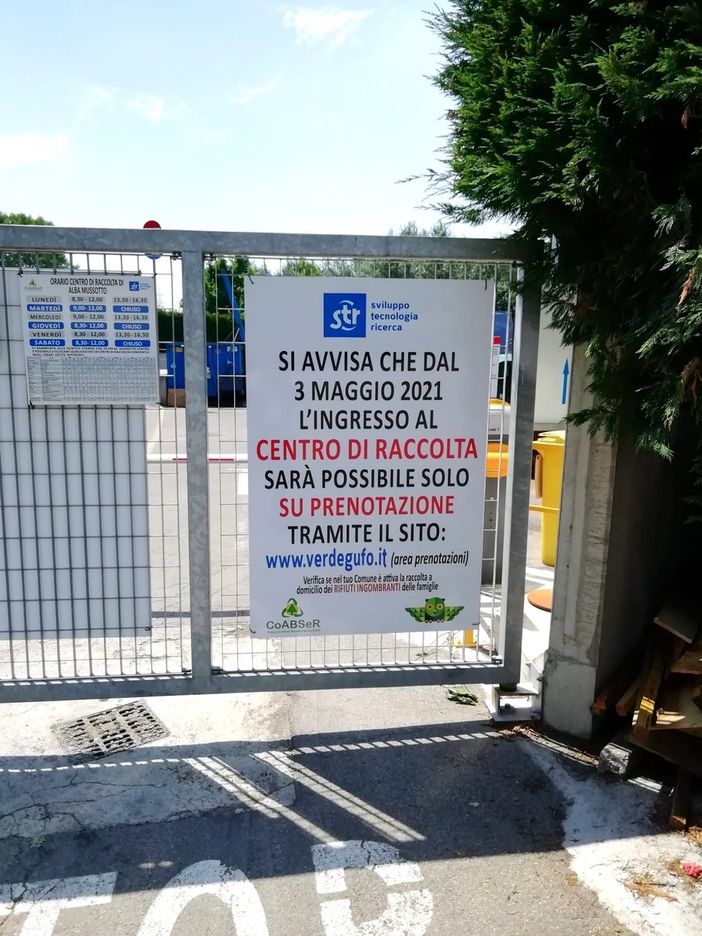 ORARIO CENTRO DI RACCOLTA DI
ALBA MUSSOTTO
LUNEDÌ 8,30 - 12,00 13,30 -16,30
MARTEDÌ 9,00 - 12,00 CHIUSO
MERCOLEDÌ 9,00 - 12,00 13,30 -16,30
GIOVEDÌ 8,30 - 12,00 CHIUSO
VENERDÌ 8,30 - 12,00 13,30 -16,30
SABATO 8,30 - 12,00 CHIUSO
str
sviluppo
tecnologia
ricerca
SI AVVISA CHE DAL
3 MAGGIO 2021
L'INGRESSO AL
CENTRO DI RACCOLTA
SARÀ POSSIBILE SOLO
SU PRENOTAZIONE
TRAMITE IL SITO:
www.verdegufo.it (area prenotazioni)
Verifica se nel tuo Comune è attiva la raccolta a
domicilio dei RIFIUTI INGOMBRANTI delle famiglie
CoABSeR
STOP